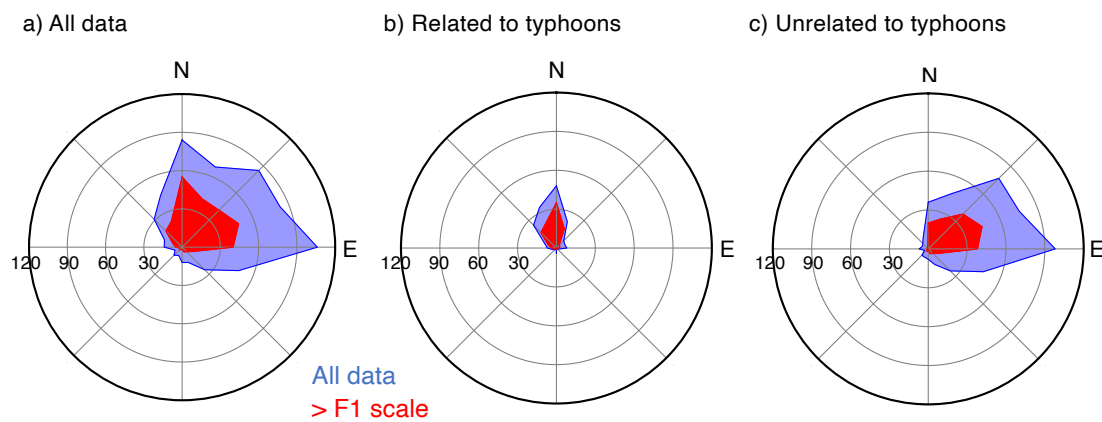 a) All data
b) Related to typhoons
c) Unrelated to typhoons
N
N
N
E
E
E
120 90 60 30
120 90 60 30
120 90 60 30
All data
> F1 scale